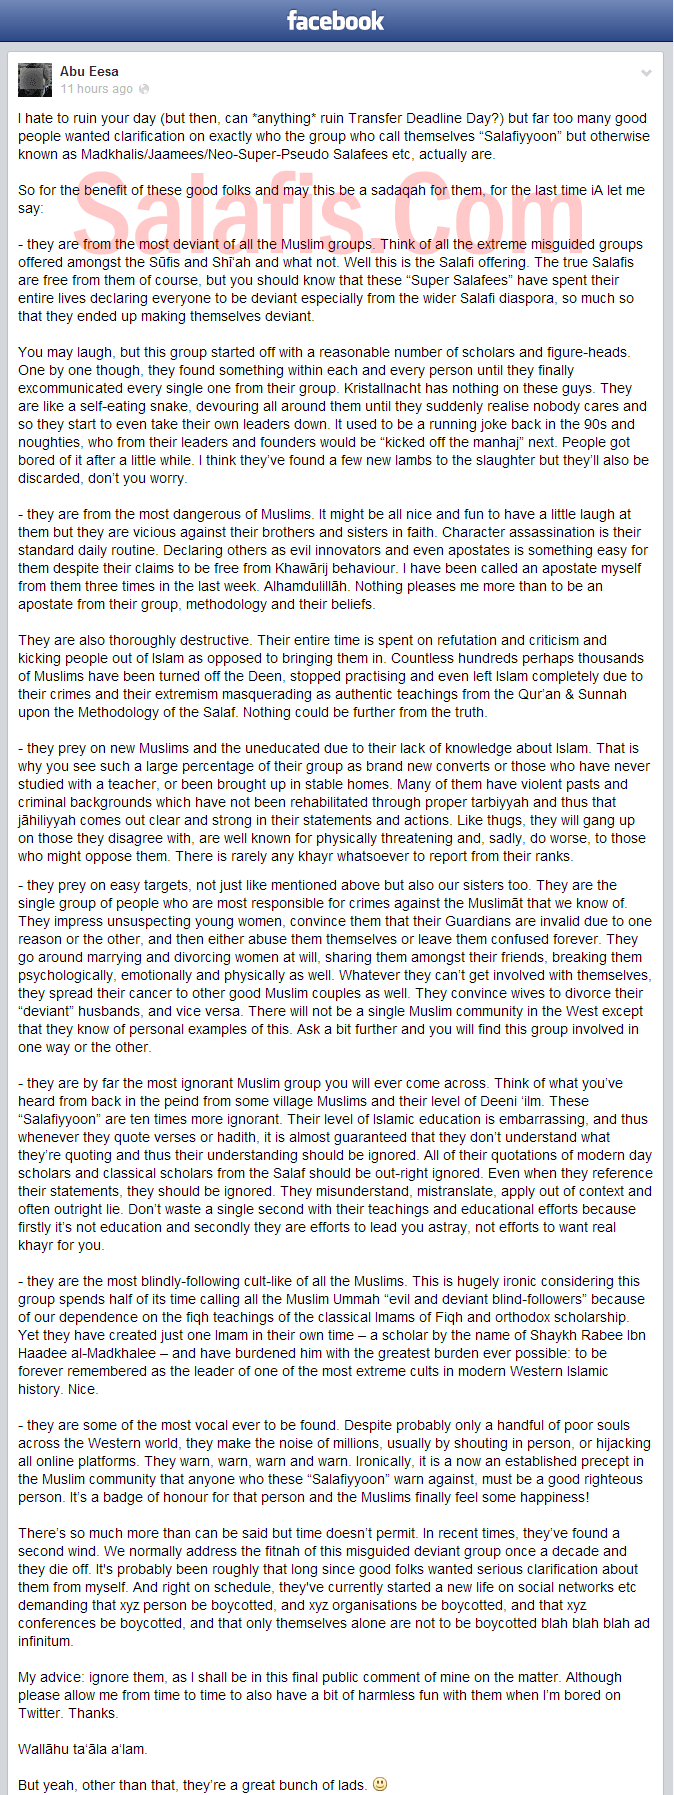 facebook
Abu Eesa
11 hours ago
I hate to ruin your day (but then, can *anything* ruin Transfer Deadline Day?) but far too many good
people wanted clarification on exactly who the group who call themselves “Salafiyyoon” but otherwise
known as Madkhalis/Jaamees/Neo-Super-Pseudo Salafees etc, actually are.
So for the benefit of these good folks and may this be a sadaqah for them, for the last time iA let me
say:
Salafis.Com
- they are from the most deviant of all the Muslim groups. Think of all the extreme misguided groups
offered amongst the Sūfis and Shī'ah and what not. Well this is the Salafi offering. The true Salafis
are free from them of course, but you should know that these “Super Salafees” have spent their
entire lives declaring everyone to be deviant especially from the wider Salafi diaspora, so much so
that they ended up making themselves deviant.
You may laugh, but this group started off with a reasonable number of scholars and figure-heads.
One by one though, they found something within each and every person until they finally
excommunicated every single one from their group. Kristallnacht has nothing on these guys. They
are like a self-eating snake, devouring all around them until they suddenly realise nobody cares and
so they start to even take their own leaders down. It used to be a running joke back in the 90s and
noughties, who from their leaders and founders would be “kicked off the manhaj” next. People got
bored of it after a little while. I think they’ve found a few new lambs to the slaughter but they’ll also be
discarded, don’t you worry.
- they are from the most dangerous of Muslims. It might be all nice and fun to have a little laugh at
them but they are vicious against their brothers and sisters in faith. Character assassination is their
standard daily routine. Declaring others as evil innovators and even apostates is something easy for
them despite their claims to be free from Khawārij behaviour. I have been called an apostate myself
from them three times in the last week. Alhamdulillāh. Nothing pleases me more than to be an
apostate from their group, methodology and their beliefs.
They are also thoroughly destructive. Their entire time is spent on refutation and criticism and
kicking people out of Islam as opposed to bringing them in. Countless hundreds perhaps thousands
of Muslims have been turned off the Deen, stopped practising and even left Islam completely due to
their crimes and their extremism masquerading as authentic teachings from the Qur’an & Sunnah
upon the Methodology of the Salaf. Nothing could be further from the truth.
- they prey on new Muslims and the uneducated due to their lack of knowledge about Islam. That is
why you see such a large percentage of their group as brand new converts or those who have never
studied with a teacher, or been brought up in stable homes. Many of them have violent pasts and
criminal backgrounds which have not been rehabilitated through proper tarbiyyah and thus that
jāhiliyyah comes out clear and strong in their statements and actions. Like thugs, they will gang up
on those they disagree with, are well known for physically threatening and, sadly, do worse, to those
who might oppose them. There is rarely any khayr whatsoever to report from their ranks.
- they prey on easy targets, not just like mentioned above but also our sisters too. They are the
single group of people who are most responsible for crimes against the Muslimāt that we know of.
They impress unsuspecting young women, convince them that their Guardians are invalid due to one
reason or the other, and then either abuse them themselves or leave them confused forever. They
go around marrying and divorcing women at will, sharing them amongst their friends, breaking them
psychologically, emotionally and physically as well. Whatever they can’t get involved with themselves,
they spread their cancer to other good Muslim couples as well. They convince wives to divorce their
“deviant” husbands, and vice versa. There will not be a single Muslim community in the West except
that they know of personal examples of this. Ask a bit further and you will find this group involved in
one way or the other.
- they are by far the most ignorant Muslim group you will ever come across. Think of what you’ve
heard from back in the peind from some village Muslims and their level of Deeni ‘ilm. These
“Salafiyyoon” are ten times more ignorant. Their level of Islamic education is embarrassing, and thus
whenever they quote verses or hadith, it is almost guaranteed that they don’t understand what
they’re quoting and thus their understanding should be ignored. All of their quotations of modern day
scholars and classical scholars from the Salaf should be out-right ignored. Even when they reference
their statements, they should be ignored. They misunderstand, mistranslate, apply out of context and
often outright lie. Don’t waste a single second with their teachings and educational efforts because
firstly it’s not education and secondly they are efforts to lead you astray, not efforts to want real
khayr for you.
- they are the most blindly-following cult-like of all the Muslims. This is hugely ironic considering this
group spends half of its time calling all the Muslim Ummah “evil and deviant blind-followers” because
of our dependence on the fiqh teachings of the classical Imams of Fiqh and orthodox scholarship.
Yet they have created just one Imam in their own time – a scholar by the name of Shaykh Rabee Ibn
Haadee al-Madkhalee – and have burdened him with the greatest burden ever possible: to be
forever remembered as the leader of one of the most extreme cults in modern Western Islamic
history. Nice.
- they are some of the most vocal ever to be found. Despite probably only a handful of poor souls
across the Western world, they make the noise of millions, usually by shouting in person, or hijacking
all online platforms. They warn, warn, warn and warn. Ironically, it is a now an established precept in
the Muslim community that anyone who these “Salafiyyoon” warn against, must be a good righteous
person. It’s a badge of honour for that person and the Muslims finally feel some happiness!
There’s so much more than can be said but time doesn’t permit. In recent times, they’ve found a
second wind. We normally address the fitnah of this misguided deviant group once a decade and
they die off. It's probably been roughly that long since good folks wanted serious clarification about
them from myself. And right on schedule, they've currently started a new life on social networks etc
demanding that xyz person be boycotted, and xyz organisations be boycotted, and that xyz
conferences be boycotted, and that only themselves alone are not to be boycotted blah blah blah ad
infinitum.
My advice: ignore them, as I shall be in this final public comment of mine on the matter. Although
please allow me from time to time to also have a bit of harmless fun with them when I’m bored on
Twitter. Thanks.
Wallāhu ta‘āla a‘lam.
But yeah, other than that, they’re a great bunch of lads.